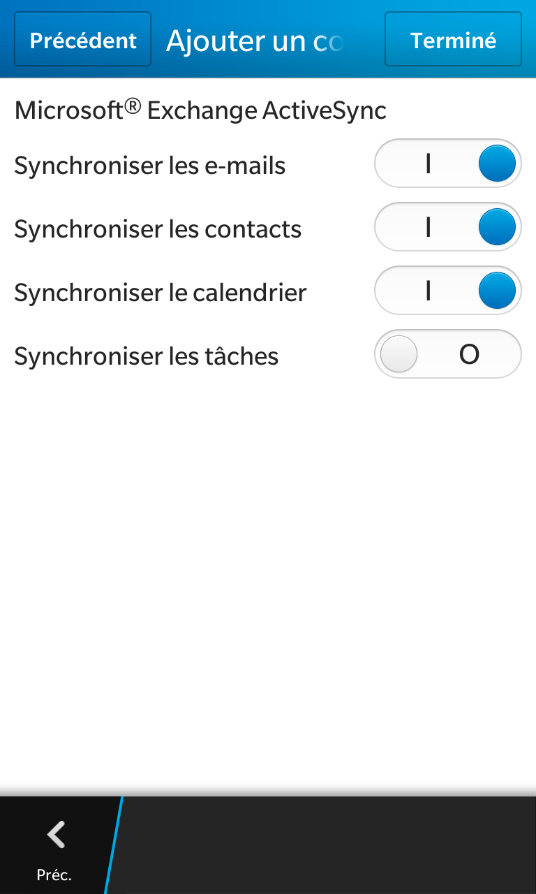 Précédent
Ajouter un co
Terminé
Microsoft® Exchange ActiveSync
Synchroniser les e-mails
Synchroniser les contacts
Synchroniser le calendrier
Synchroniser les tâches
Préc.